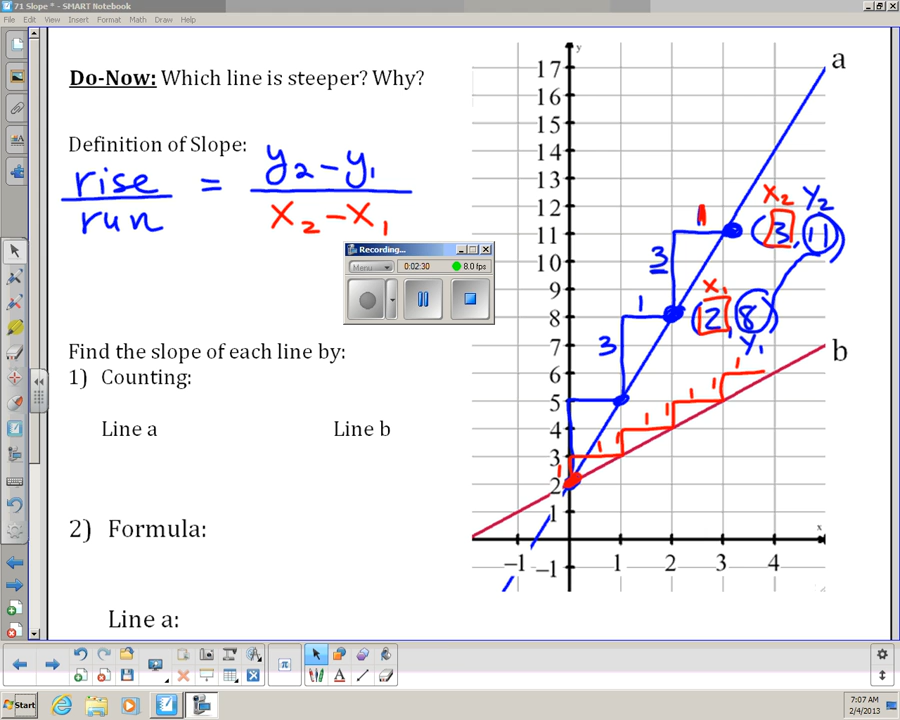 71 Slope * - SMART Notebook
File Edit View Insert Format Math Draw Help
Do-Now: Which line is steeper? Why?
Definition of Slope:
rise = y₂ - y₁
run x₂ - x₁
Recording...
Menu 0:02:30 8.0 fps
Find the slope of each line by:
1) Counting:
Line a Line b
2) Formula:
Line a:
y
a
17
16
15
14
13
12
11
10
9
8
7
6
5
4
3
2
1
-1
x
-1 1 2 3 4
b
x₂ y₂
(3, 11)
x₁
(2, 8)
y₁
3
1
3
1
1
1
1
1
1
1
1
1
Start
7:07 AM
2/4/2013